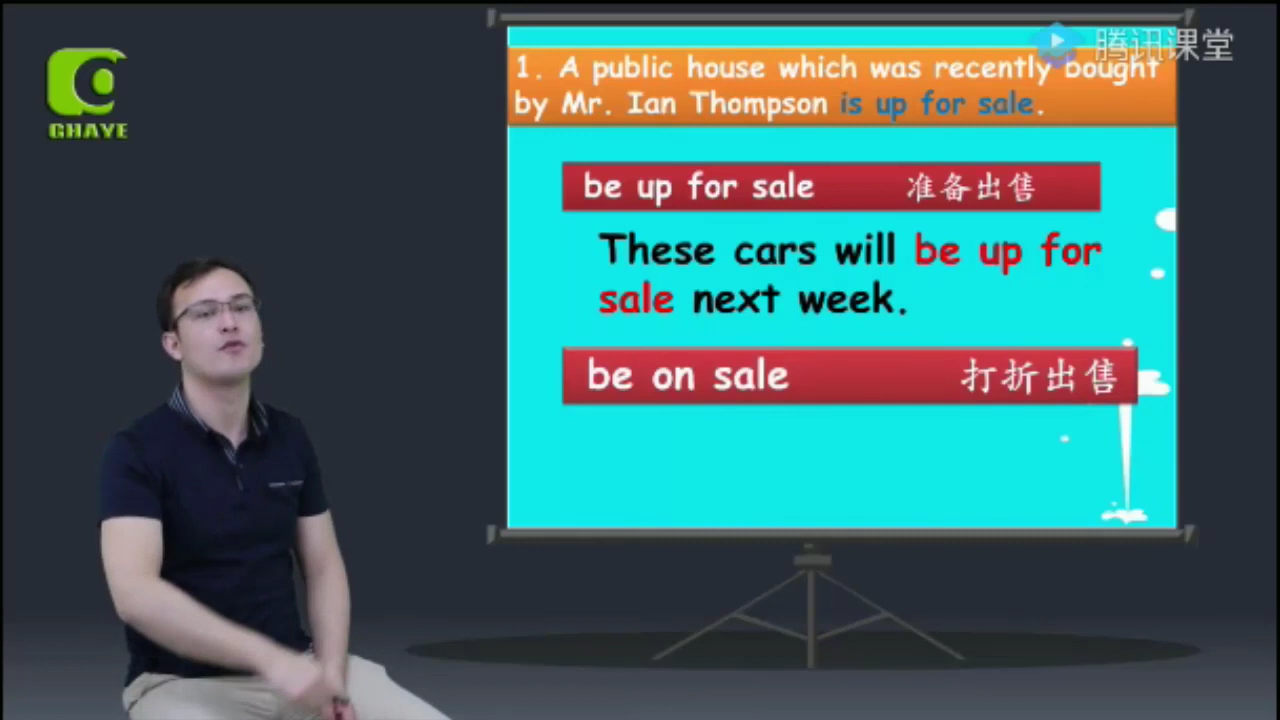 GHAYE
腾讯课堂
1. A public house which was recently bought
by Mr. Ian Thompson is up for sale.
be up for sale 准备出售
These cars will be up for
sale next week.
be on sale 打折出售